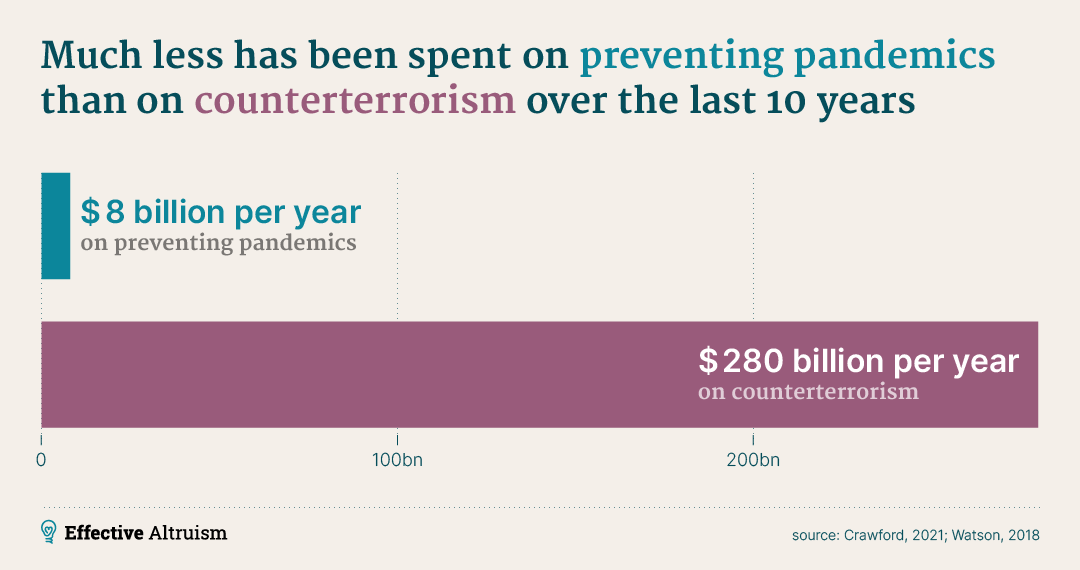 Much less has been spent on preventing pandemics
than on counterterrorism over the last 10 years
$8 billion per year
on preventing pandemics
$280 billion per year
on counterterrorism
0
100bn
200bn
Effective Altruism
source: Crawford, 2021; Watson, 2018